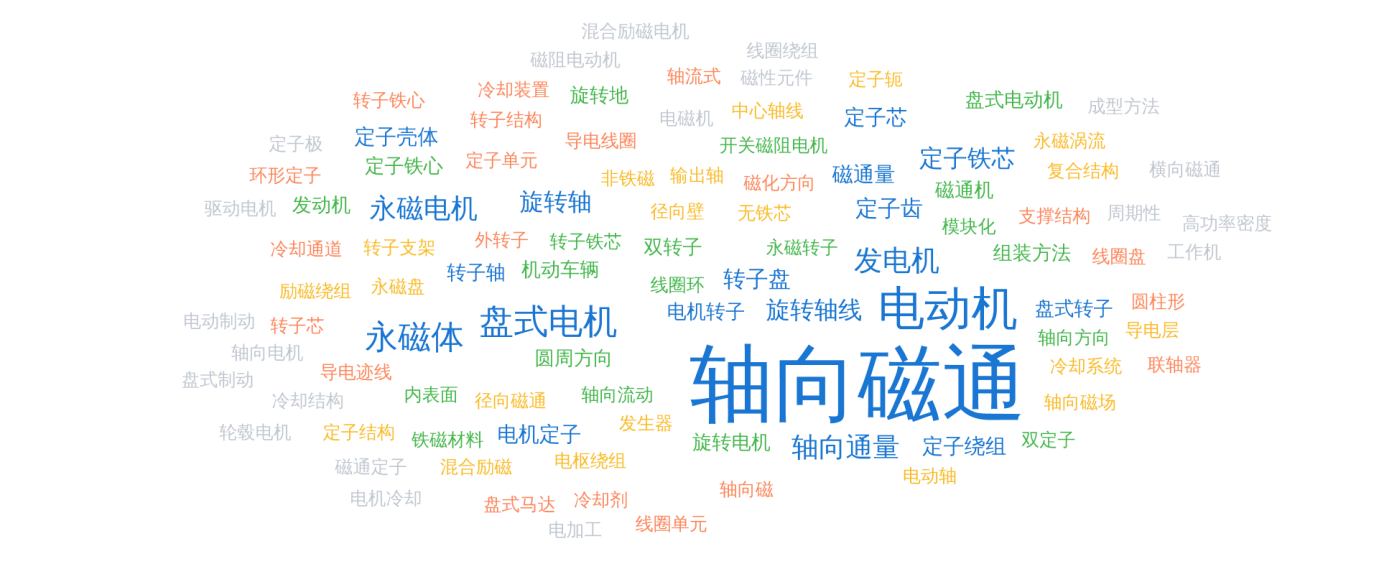 混合励磁电机
线圈绕组
磁阻电动机
轴流式
磁性元件
定子轭
冷却装置
旋转地
转子铁心
盘式电动机
成型方法
中心轴线
定子芯
电磁机
转子结构
定子壳体
导电线圈
开关磁阻电机
永磁涡流
定子极
定子铁心
定子单元
定子铁芯
横向磁通
复合结构
环形定子
非铁磁
输出轴
磁化方向
磁通量
磁通机
驱动电机
发动机
永磁电机
旋转轴
径向壁
无铁芯
定子齿
支撑结构
周期性
模块化
高功率密度
冷却通道
转子支架
外转子
转子铁芯
双转子
永磁转子
发电机
组装方法
线圈盘
工作机
转子轴
机动车辆
线圈环
转子盘
励磁绕组
永磁盘
电机转子
旋转轴线
电动机
盘式转子
圆柱形
电动制动
转子芯
永磁体
盘式电机
轴向方向
导电层
轴向电机
圆周方向
轴向磁通
冷却系统
联轴器
盘式制动
导电迹线
冷却结构
内表面
径向磁通
轴向流动
轴向磁场
轮毂电机
定子结构
铁磁材料
电机定子
发生器
旋转电机
轴向通量
定子绕组
双定子
磁通定子
混合励磁
电枢绕组
电动轴
电机冷却
盘式马达
冷却剂
轴向磁
电加工
线圈单元